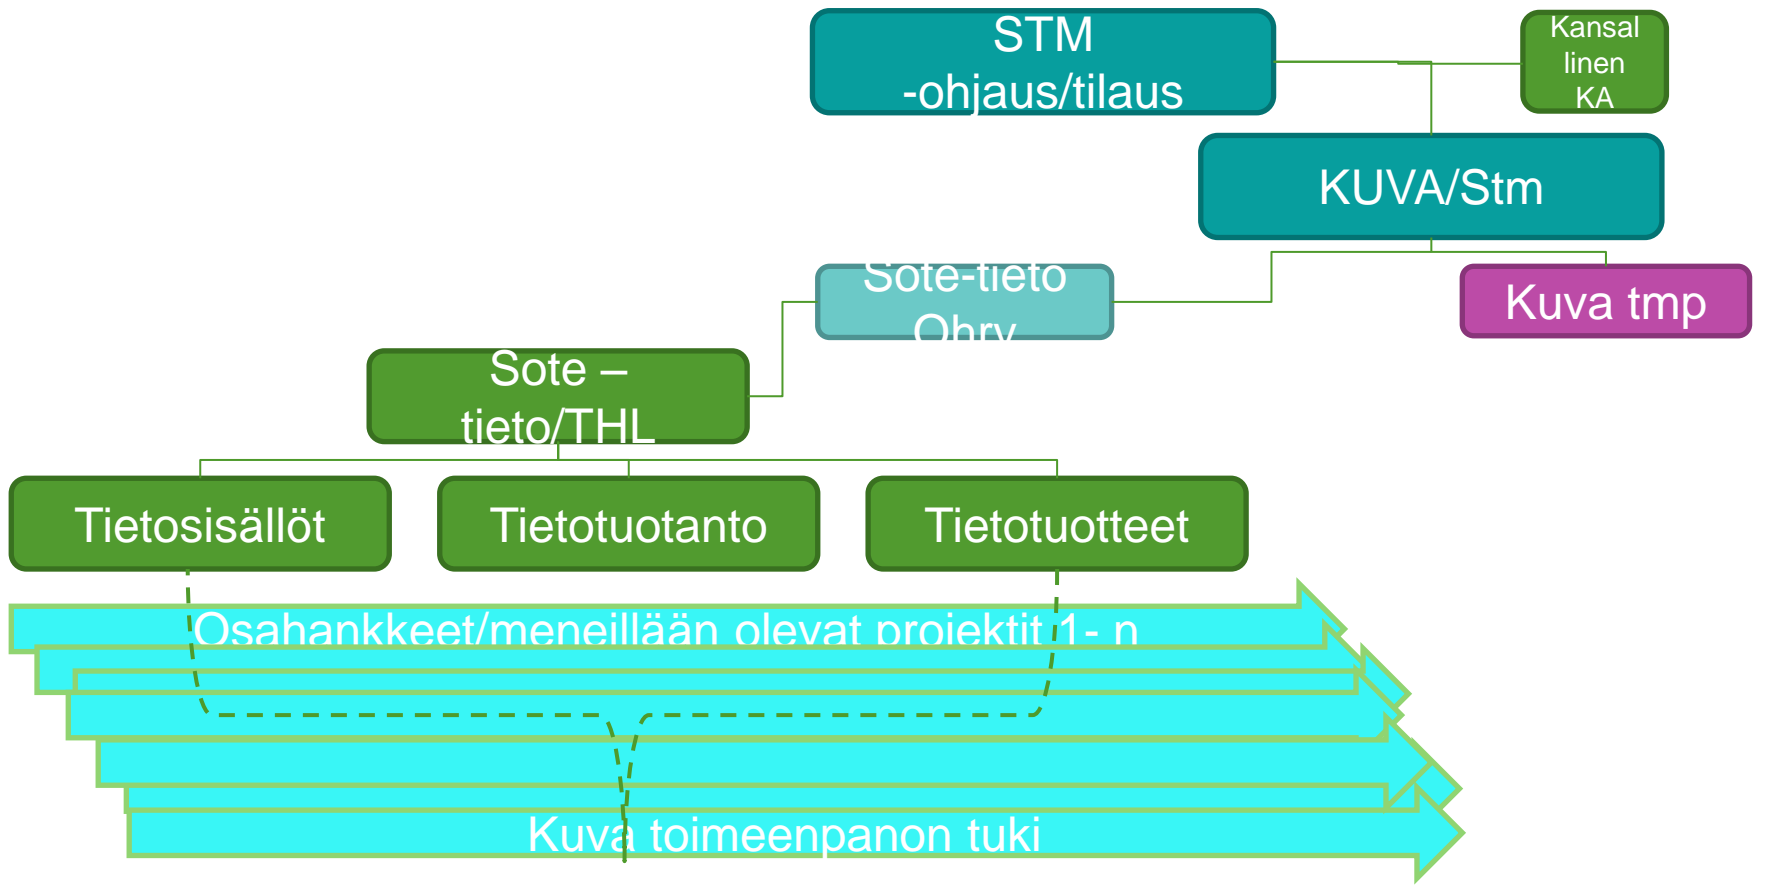 STM
-ohjaus/tilaus
Kansal
linen
KA
KUVA/Stm
Sote-tieto
Ohry
Kuva tmp
Sote –
tieto/THL
Tietosisällöt
Tietotuotanto
Tietotuotteet
Osahankkeet/meneillään olevat projektit 1- n
Kuva toimeenpanon tuki